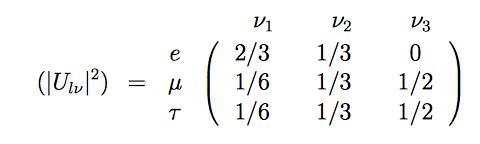 ν₁ ν₂ ν₃
e 2/3 1/3 0
(|Uₗᵥ|²) = μ 1/6 1/3 1/2
τ 1/6 1/3 1/2